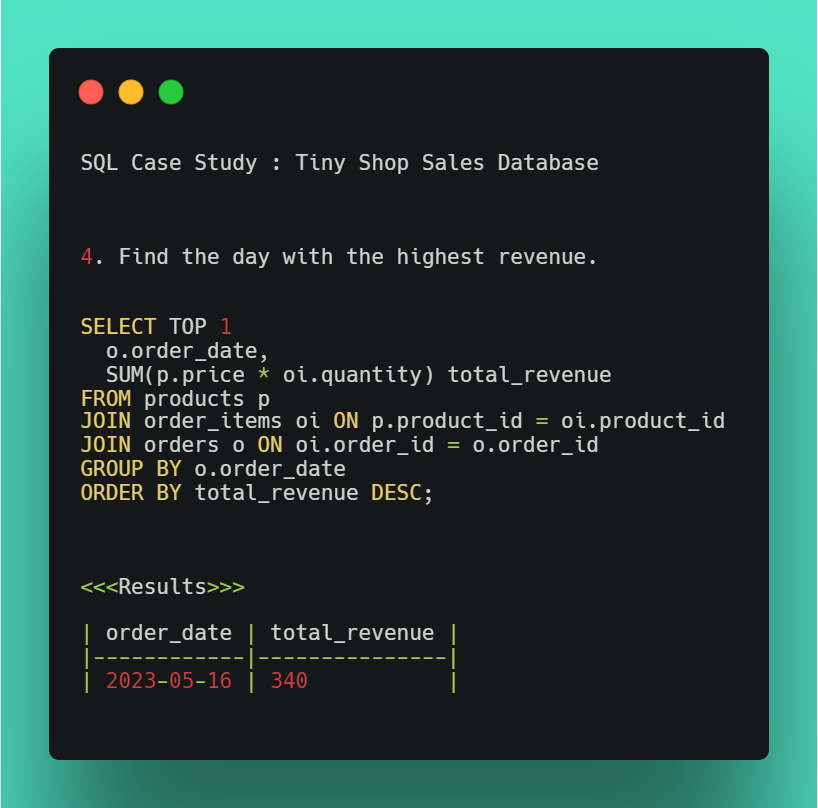 SQL Case Study : Tiny Shop Sales Database
4. Find the day with the highest revenue.
SELECT TOP 1
  o.order_date,
  SUM(p.price * oi.quantity) total_revenue
FROM products p
JOIN order_items oi ON p.product_id = oi.product_id
JOIN orders o ON oi.order_id = o.order_id
GROUP BY o.order_date
ORDER BY total_revenue DESC;
<<<Results>>>
| order_date | total_revenue |
|------------|---------------|
| 2023-05-16 | 340           |